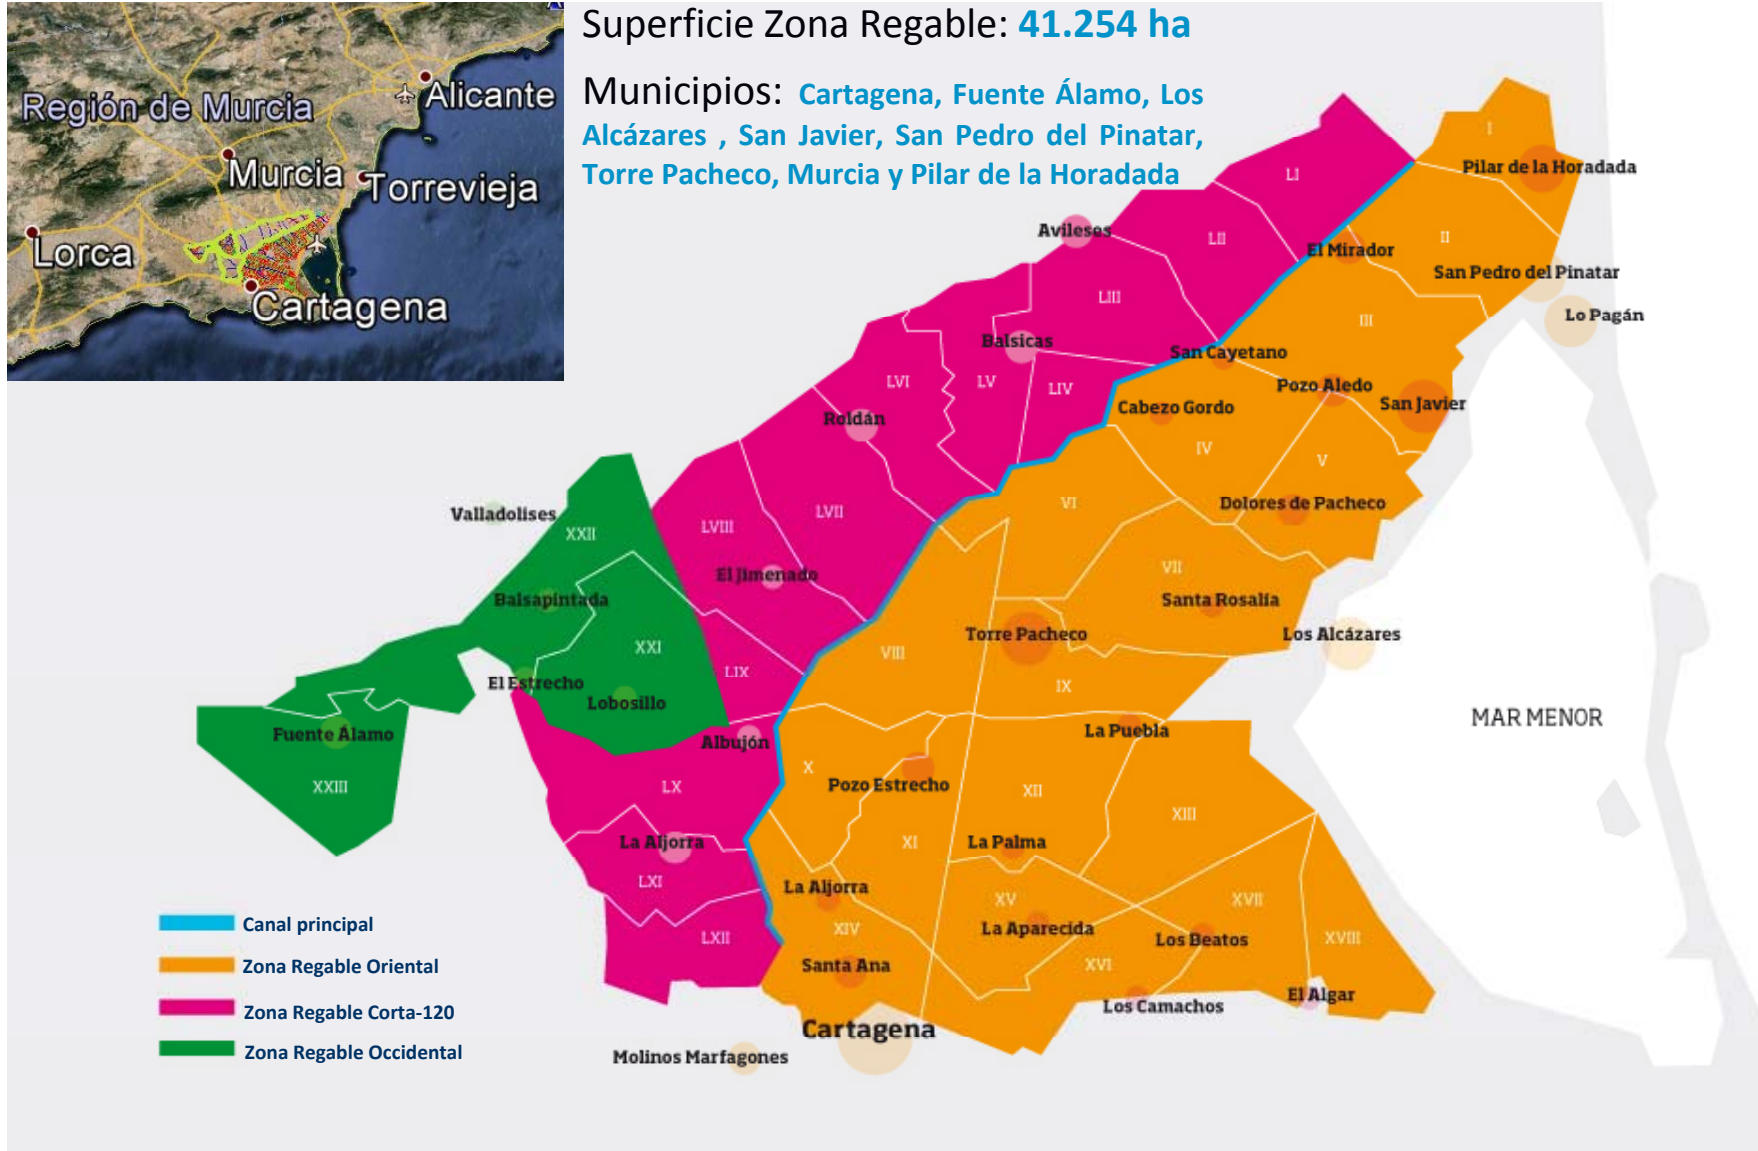 Superficie Zona Regable: 41.254 ha
Municipios: Cartagena, Fuente Álamo, Los
Alcázares , San Javier, San Pedro del Pinatar,
Torre Pacheco, Murcia y Pilar de la Horadada
Región de Murcia
Alicante
Murcia
Torrevieja
Lorca
Cartagena
I
Pilar de la Horadada
LI
Avileses
LII
El Mirador
II
San Pedro del Pinatar
LIII
Lo Pagán
III
Balsicas
San Cayetano
LVI
LV
LIV
Pozo Aledo
San Javier
Cabezo Gordo
Roldán
IV
V
Valladolises
LVII
VI
Dolores de Pacheco
XXII
LVIII
El Jimenado
VII
Balsapintada
Santa Rosalía
Torre Pacheco
Los Alcázares
XXI
VIII
LIX
El Estrecho
IX
Lobosillo
MAR MENOR
Fuente Álamo
Albujón
La Puebla
X
XXIII
LX
Pozo Estrecho
XII
XIII
La Aljorra
XI
La Palma
LXI
La Aljorra
XV
XVII
Canal principal
LXII
XIV
La Aparecida
Los Beatos
XVIII
Zona Regable Oriental
Santa Ana
XVI
El Algar
Zona Regable Corta-120
Los Camachos
Cartagena
Zona Regable Occidental
Molinos Marfagones